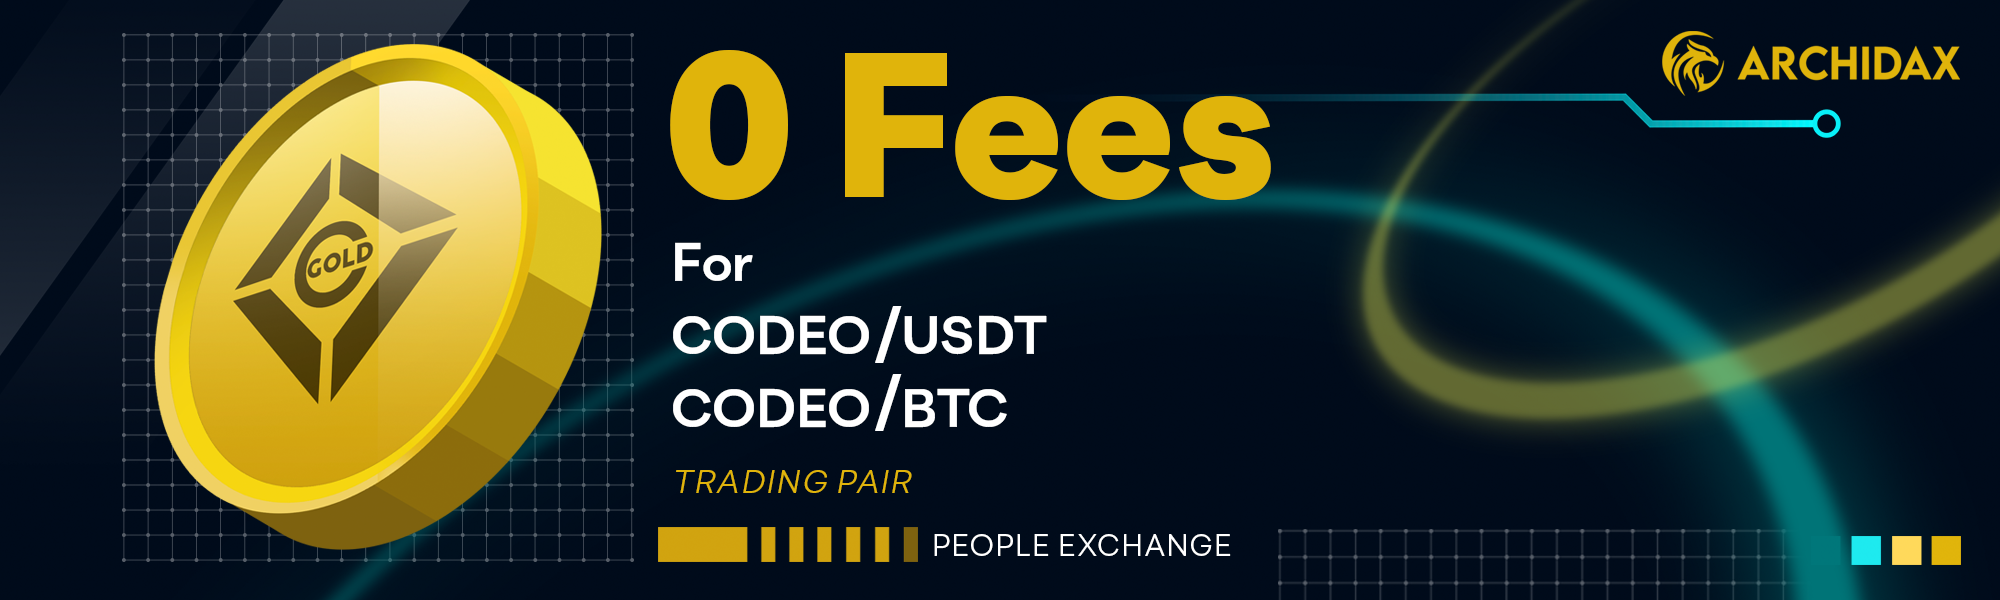 GOLD
0 Fees
ARCHIDAX
For
CODEO/USDT
CODEO/BTC
TRADING PAIR
PEOPLE EXCHANGE